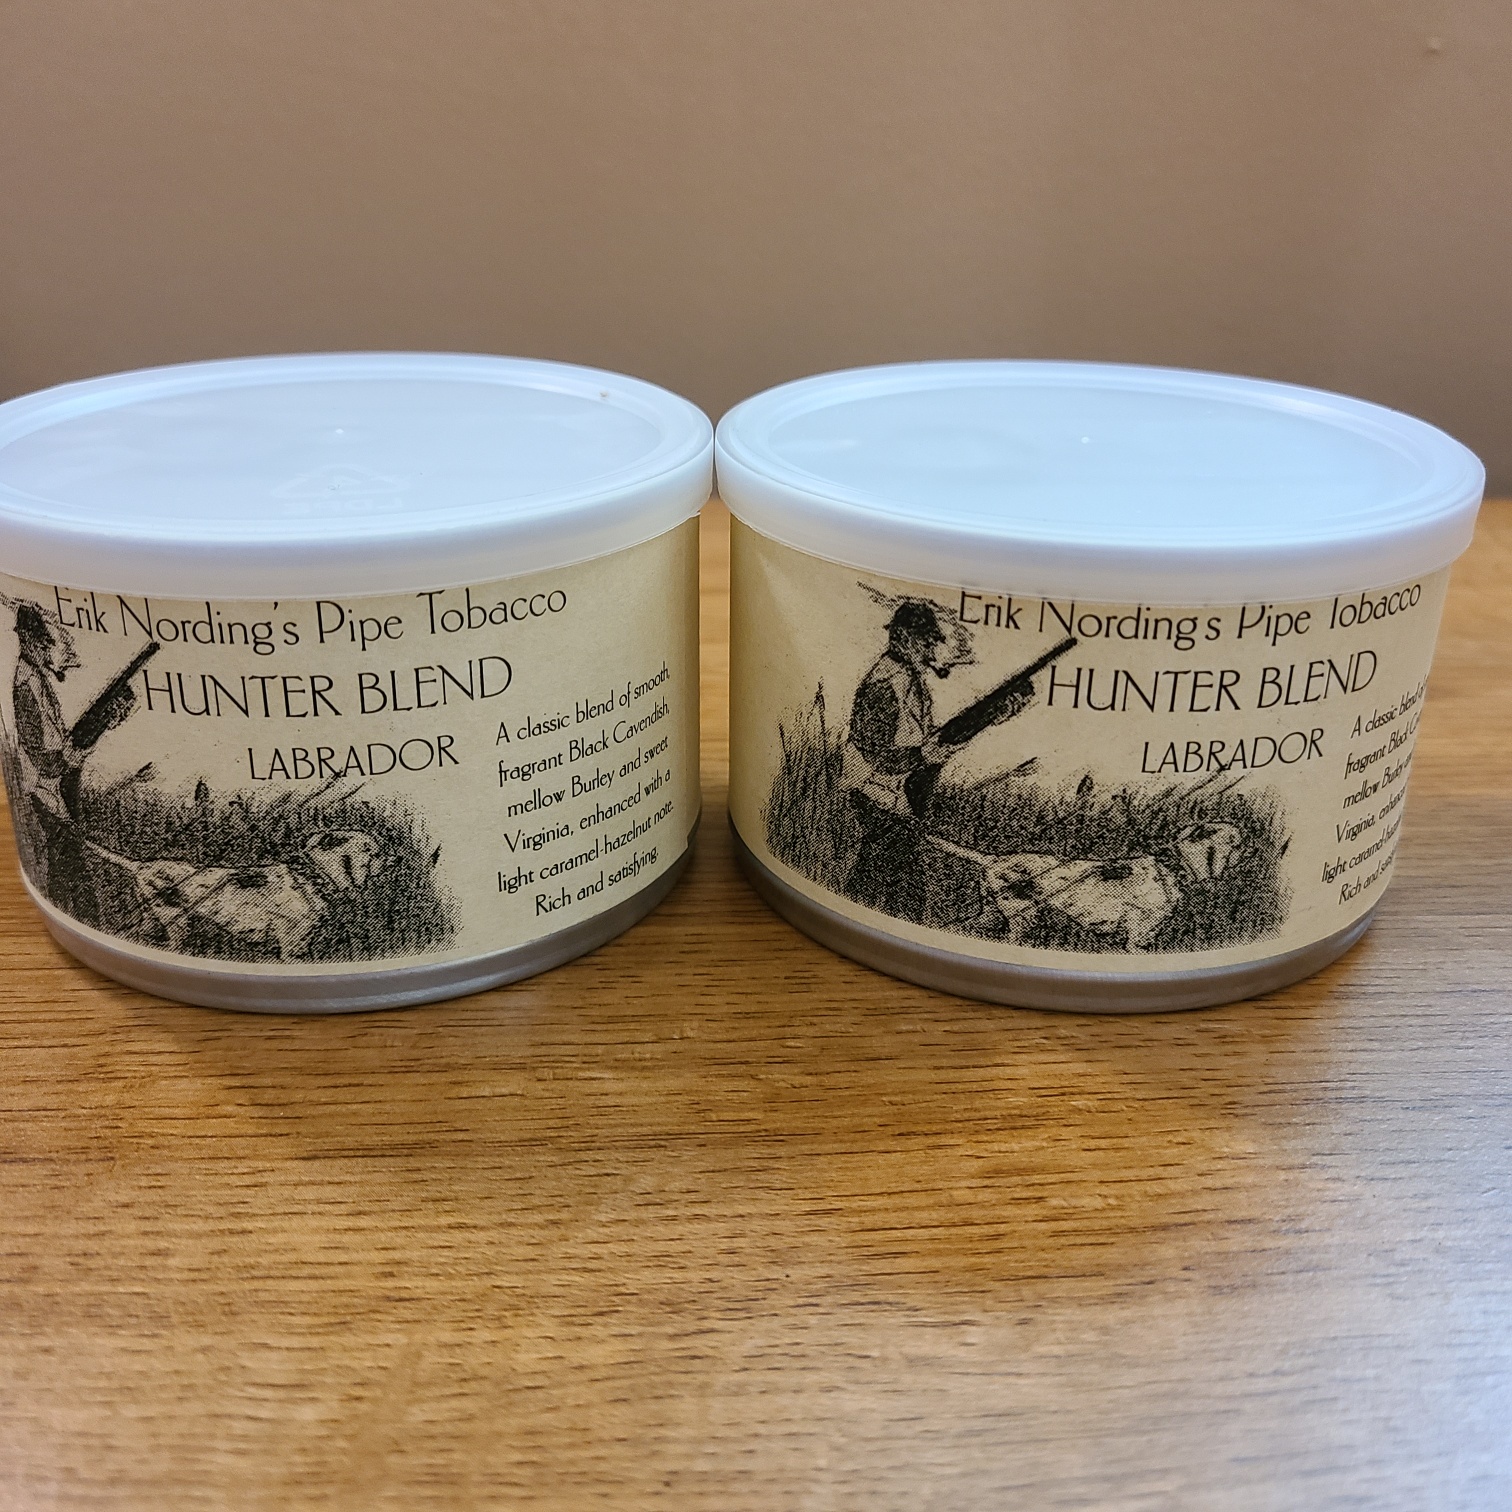 Erik Nording's Pipe Tobacco
HUNTER BLEND
LABRADOR
A classic blend of smooth,
fragrant Black Cavendish,
mellow Burley and sweet
Virginia, enhanced with a
light caramel-hazelnut note.
Rich and satisfying.
Erik Nording's Pipe Tobacco
HUNTER BLEND
LABRADOR
A classic blend of
fragrant Black
mellow Burley
Virginia,
light
Rich and